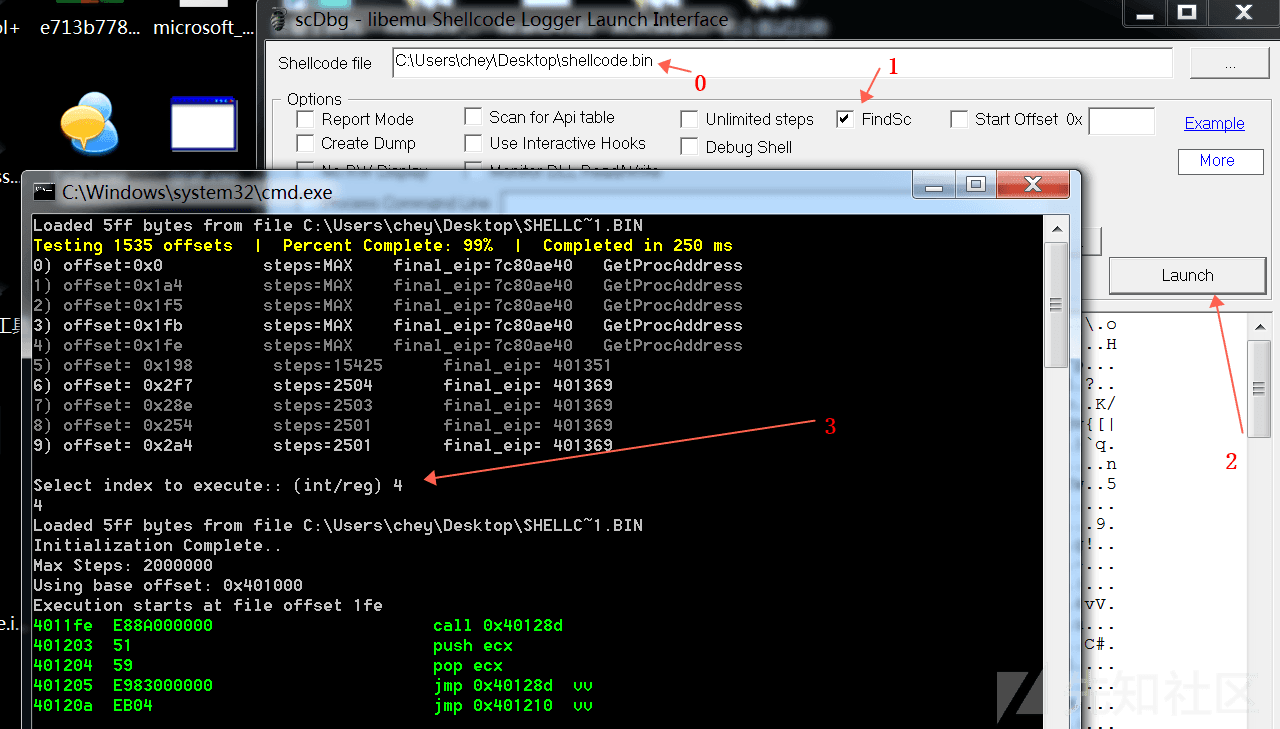 e713b778...
microsoft_...
scDbg - libemu Shellcode Logger Launch Interface
Shellcode file
C:\Users\chey\Desktop\shellcode.bin
...
0
1
Options
Report Mode
Scan for Api table
Unlimited steps
FindSc
Start Offset 0x
Example
Create Dump
Use Interactive Hooks
Debug Shell
More
C:\Windows\system32\cmd.exe
Launch
2
Loaded 5ff bytes from file C:\Users\chey\Desktop\SHELLC~1.BIN
Testing 1535 offsets | Percent Complete: 99% | Completed in 250 ms
0) offset=0x0 steps=MAX final_eip=7c80ae40 GetProcAddress
1) offset=0x1a4 steps=MAX final_eip=7c80ae40 GetProcAddress
2) offset=0x1f5 steps=MAX final_eip=7c80ae40 GetProcAddress
3) offset=0x1fb steps=MAX final_eip=7c80ae40 GetProcAddress
4) offset=0x1fe steps=MAX final_eip=7c80ae40 GetProcAddress
5) offset= 0x198 steps=15425 final_eip= 401351
6) offset= 0x2f7 steps=2504 final_eip= 401369
7) offset= 0x28e steps=2503 final_eip= 401369
8) offset= 0x254 steps=2501 final_eip= 401369
9) offset= 0x2a4 steps=2501 final_eip= 401369
3
Select index to execute:: (int/reg) 4
4
Loaded 5ff bytes from file C:\Users\chey\Desktop\SHELLC~1.BIN
Initialization Complete..
Max Steps: 2000000
Using base offset: 0x401000
Execution starts at file offset 1fe
4011fe E88A000000 call 0x40128d
401203 51 push ecx
401204 59 pop ecx
401205 E983000000 jmp 0x40128d vv
40120a EB04 jmp 0x401210 vv
\.o
..H
...
?..
.K/
{[|
`q.
..n
..5
...
.9.
!..
...
...
vV.
...
C#.
...
...
...
...
先知社区